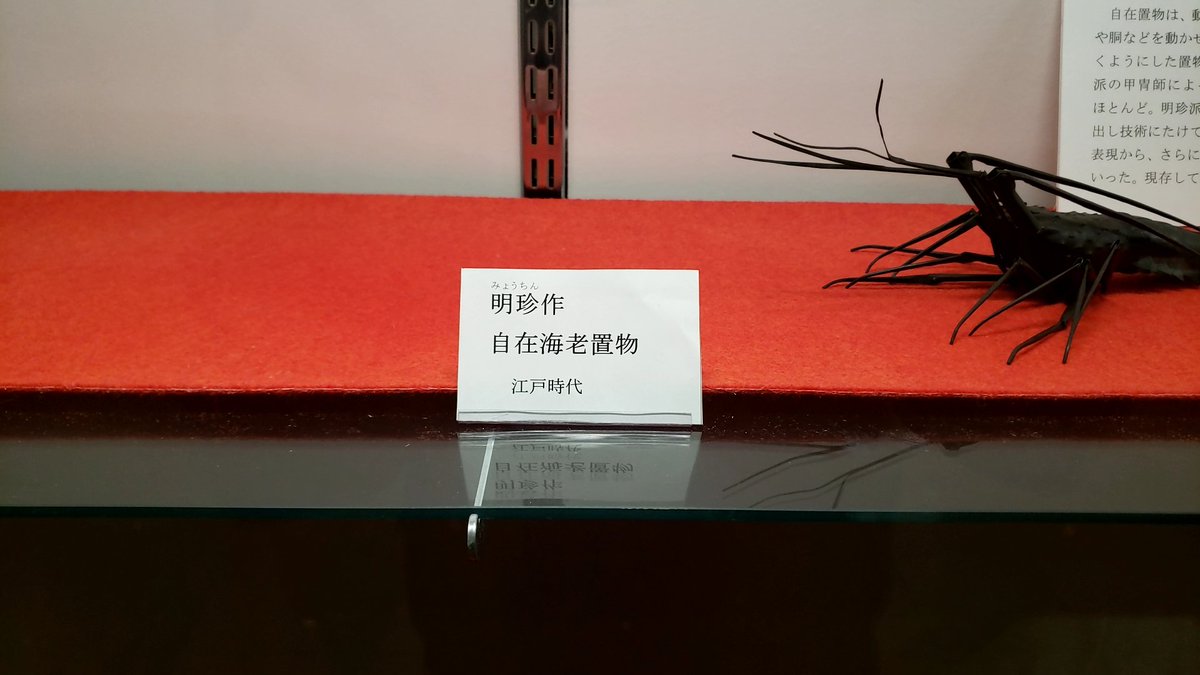 みょうちん
明珍作
自在海老置物
江戸時代
自在置物は、動
や胴などを動かせ
くようにした置物
派の甲冑師によ
ほとんど。明珍派
出し技術にたけて
表現から、さらに
いった。現存して